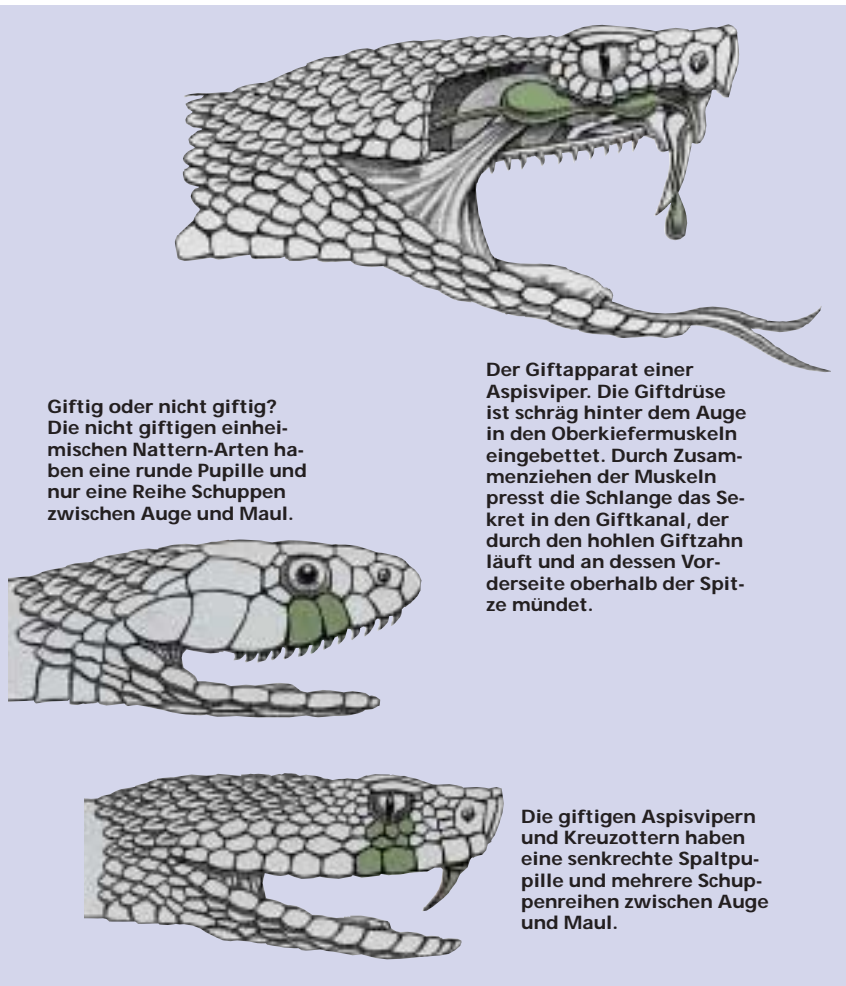 Der Giftapparat einer
Aspisviper. Die Giftdrüse
ist schräg hinter dem Auge
in den Oberkiefermuskeln
eingebettet. Durch Zusam-
menziehen der Muskeln
presst die Schlange das Se-
kret in den Giftkanal, der
durch den hohlen Giftzahn
läuft und an dessen Vor-
derseite oberhalb der Spit-
ze mündet.
Giftig oder nicht giftig?
Die nicht giftigen einhei-
mischen Nattern-Arten ha-
ben eine runde Pupille und
nur eine Reihe Schuppen
zwischen Auge und Maul.
Die giftigen Aspisvipern
und Kreuzottern haben
eine senkrechte Spaltpu-
pille und mehrere Schup-
penreihen zwischen Auge
und Maul.